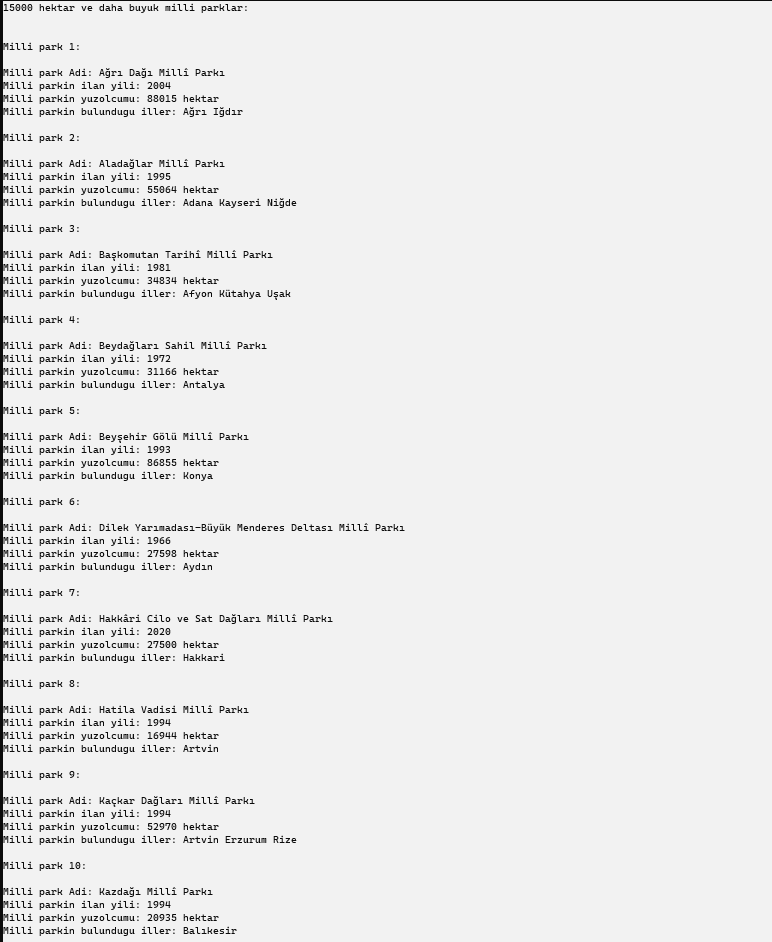 15000 hektar ve daha buyuk milli parklar:
Milli park 1:
Milli park Adi: Ağrı Dağı Millî Parkı
Milli parkin ilan yili: 2004
Milli parkin yuzolcumu: 88015 hektar
Milli parkin bulundugu iller: Ağrı Iğdır
Milli park 2:
Milli park Adi: Aladağlar Millî Parkı
Milli parkin ilan yili: 1995
Milli parkin yuzolcumu: 55064 hektar
Milli parkin bulundugu iller: Adana Kayseri Niğde
Milli park 3:
Milli park Adi: Başkomutan Tarihî Millî Parkı
Milli parkin ilan yili: 1981
Milli parkin yuzolcumu: 34834 hektar
Milli parkin bulundugu iller: Afyon Kütahya Uşak
Milli park 4:
Milli park Adi: Beydağları Sahil Millî Parkı
Milli parkin ilan yili: 1972
Milli parkin yuzolcumu: 31166 hektar
Milli parkin bulundugu iller: Antalya
Milli park 5:
Milli park Adi: Beyşehir Gölü Millî Parkı
Milli parkin ilan yili: 1993
Milli parkin yuzolcumu: 86855 hektar
Milli parkin bulundugu iller: Konya
Milli park 6:
Milli park Adi: Dilek Yarımadası-Büyük Menderes Deltası Millî Parkı
Milli parkin ilan yili: 1966
Milli parkin yuzolcumu: 27598 hektar
Milli parkin bulundugu iller: Aydın
Milli park 7:
Milli park Adi: Hakkâri Cilo ve Sat Dağları Millî Parkı
Milli parkin ilan yili: 2020
Milli parkin yuzolcumu: 27500 hektar
Milli parkin bulundugu iller: Hakkari
Milli park 8:
Milli park Adi: Hatila Vadisi Millî Parkı
Milli parkin ilan yili: 1994
Milli parkin yuzolcumu: 16944 hektar
Milli parkin bulundugu iller: Artvin
Milli park 9:
Milli park Adi: Kaçkar Dağları Millî Parkı
Milli parkin ilan yili: 1994
Milli parkin yuzolcumu: 52970 hektar
Milli parkin bulundugu iller: Artvin Erzurum Rize
Milli park 10:
Milli park Adi: Kazdağı Millî Parkı
Milli parkin ilan yili: 1994
Milli parkin yuzolcumu: 20935 hektar
Milli parkin bulundugu iller: Balıkesir